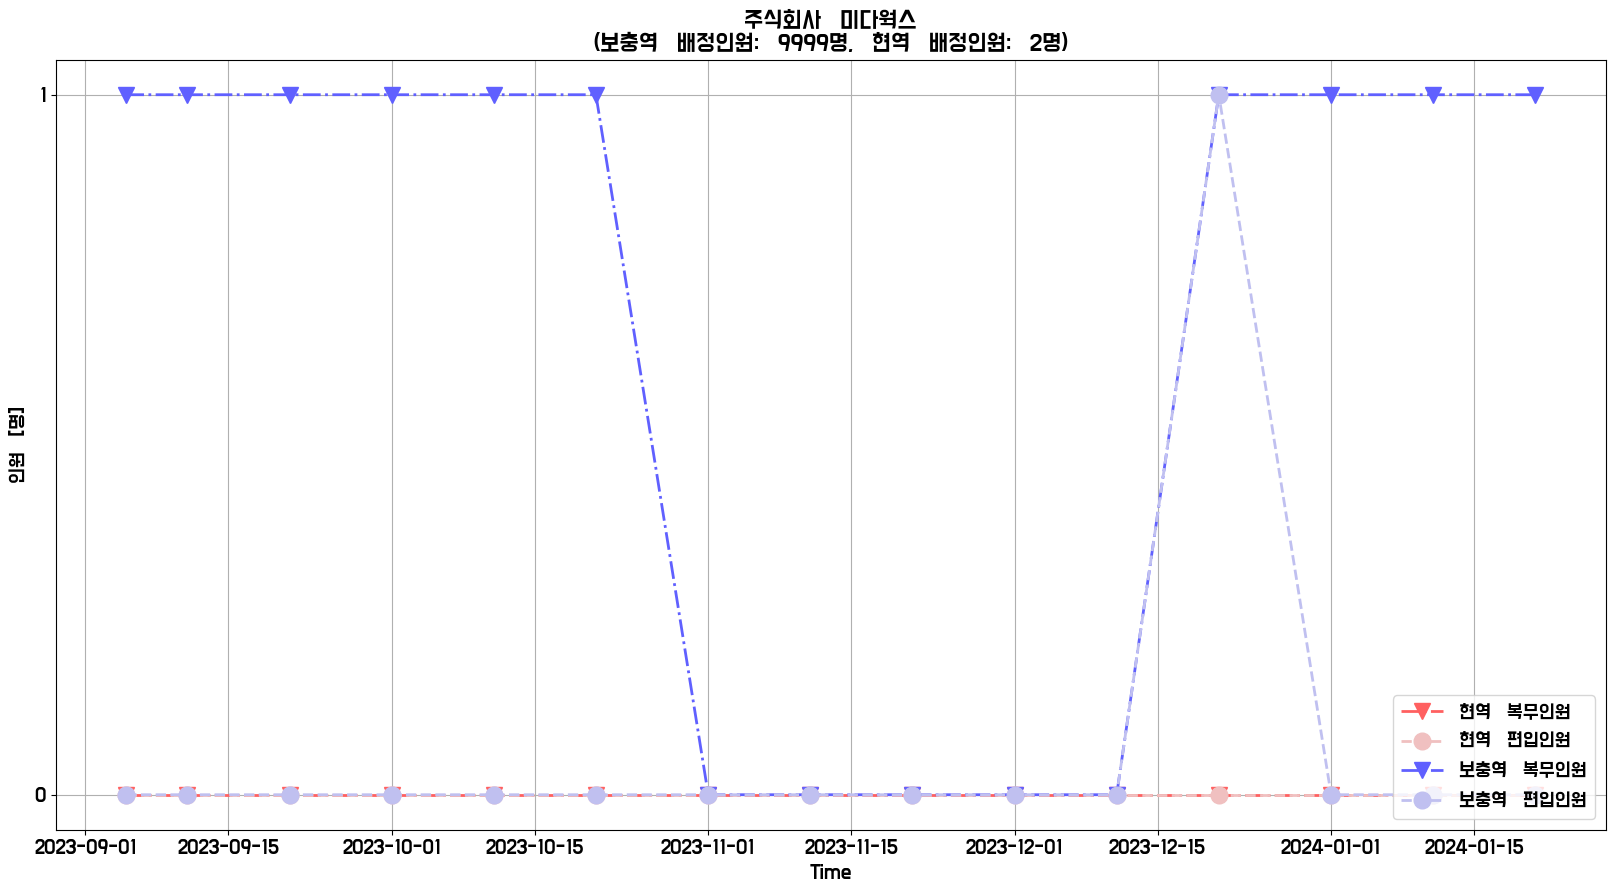 주식회사 미다웍스
(보충역 배정인원: 9999명, 현역 배정인원: 2명)
1
인원 [명]
0
현역 복무인원
현역 편입인원
보충역 복무인원
보충역 편입인원
2023-09-01 2023-09-15 2023-10-01 2023-10-15 2023-11-01 2023-11-15 2023-12-01 2023-12-15 2024-01-01 2024-01-15
Time